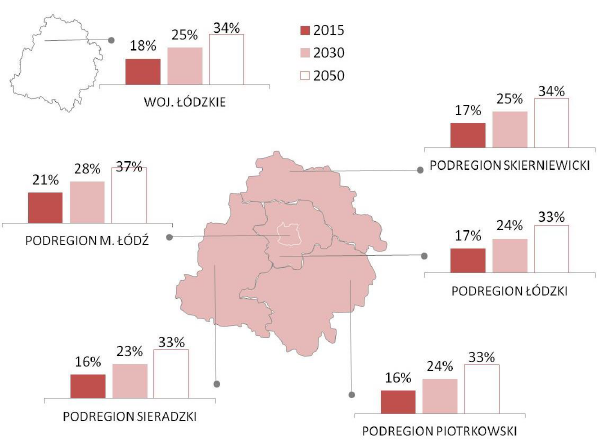 2015
2030
2050
18% 25% 34%
WOJ. ŁÓDZKIE
17% 25% 34%
PODREGION SKIERNIEWICKI
21% 28% 37%
PODREGION M. ŁÓDŹ
17% 24% 33%
PODREGION ŁÓDZKI
16% 23% 33%
PODREGION SIERADZKI
16% 24% 33%
PODREGION PIOTRKOWSKI